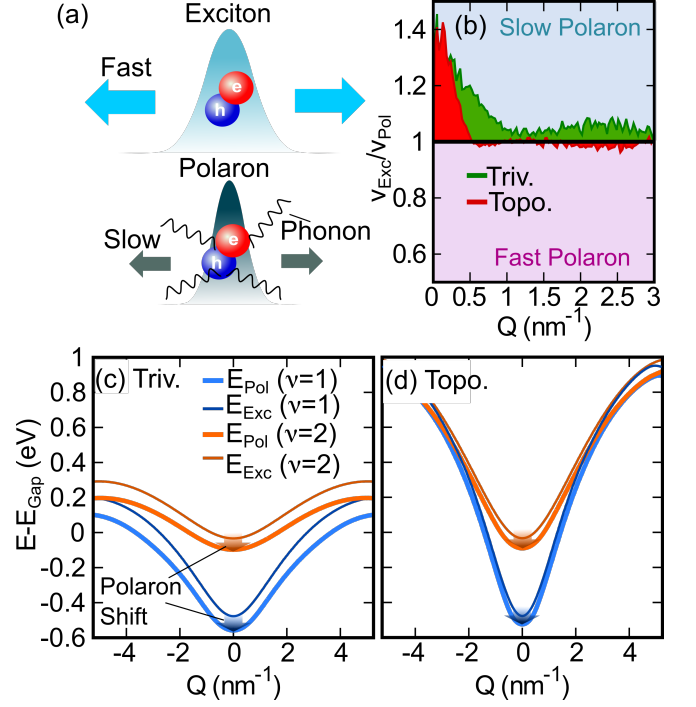 (a)
Exciton
Fast
e
h
Polaron
Slow
Phonon
e
h
(b)
Slow Polaron
Triv.
Topo.
Fast Polaron
v_Exc/v_Pol
1.4
1.2
1
0.8
0.6
0 0.5 1 1.5 2 2.5 3
Q (nm⁻¹)
(c) Triv.
E_Pol (ν=1)
E_Exc (ν=1)
E_Pol (ν=2)
E_Exc (ν=2)
Polaron
Shift
E-E_Gap (eV)
1
0.8
0.6
0.4
0.2
0
-0.2
-0.4
-0.6
-4 -2 0 2 4
Q (nm⁻¹)
(d) Topo.
-4 -2 0 2 4
Q (nm⁻¹)